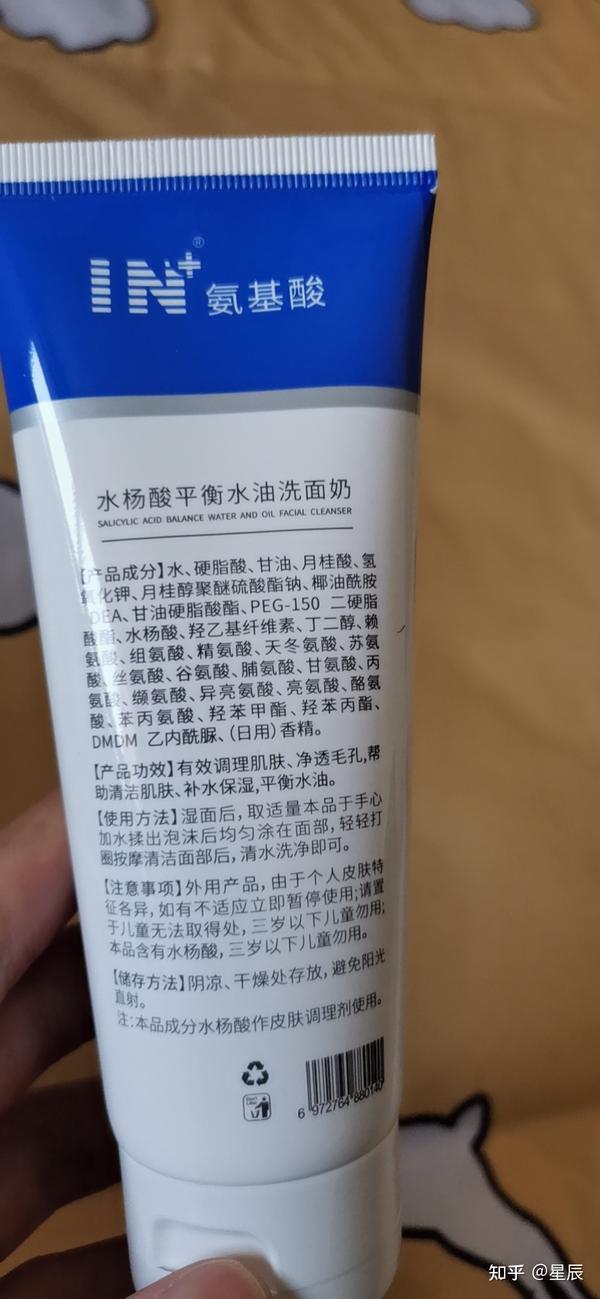 IN+® 氨基酸
水杨酸平衡水油洗面奶
SALICYLIC ACID BALANCE WATER AND OIL FACIAL CLEANSER
【产品成分】水、硬脂酸、甘油、月桂酸、氢
氧化钾、月桂醇聚醚硫酸酯钠、椰油酰胺
DEA、甘油硬脂酸酯、PEG-150 二硬脂
酸酯、水杨酸、羟乙基纤维素、丁二醇、赖
氨酸、组氨酸、精氨酸、天冬氨酸、苏氨
酸、丝氨酸、谷氨酸、脯氨酸、甘氨酸、丙
氨酸、缬氨酸、异亮氨酸、亮氨酸、酪氨
酸、苯丙氨酸、羟苯甲酯、羟苯丙酯、
DMDM 乙内酰脲、(日用)香精。
【产品功效】有效调理肌肤、净透毛孔,帮
助清洁肌肤、补水保湿,平衡水油。
【使用方法】湿面后,取适量本品于手心
加水揉出泡沫后均匀涂在面部,轻轻打
圈按摩清洁面部后,清水洗净即可。
【注意事项】外用产品,由于个人皮肤特
征各异,如有不适应立即暂停使用;请置
于儿童无法取得处,三岁以下儿童勿用;
本品含有水杨酸,三岁以下儿童勿用。
【储存方法】阴凉、干燥处存放,避免阳光
直射。
注:本品成分水杨酸作皮肤调理剂使用。
6 972764 880140
知乎 @星辰